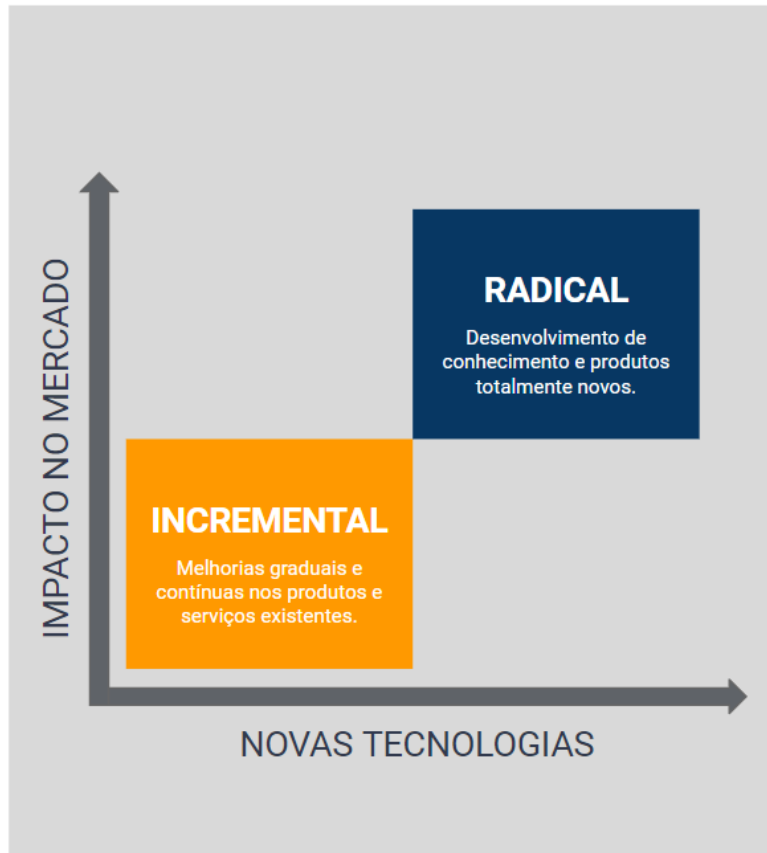 IMPACTO NO MERCADO
RADICAL
Desenvolvimento de
conhecimento e produtos
totalmente novos.
INCREMENTAL
Melhorias graduais e
contínuas nos produtos e
serviços existentes.
NOVAS TECNOLOGIAS